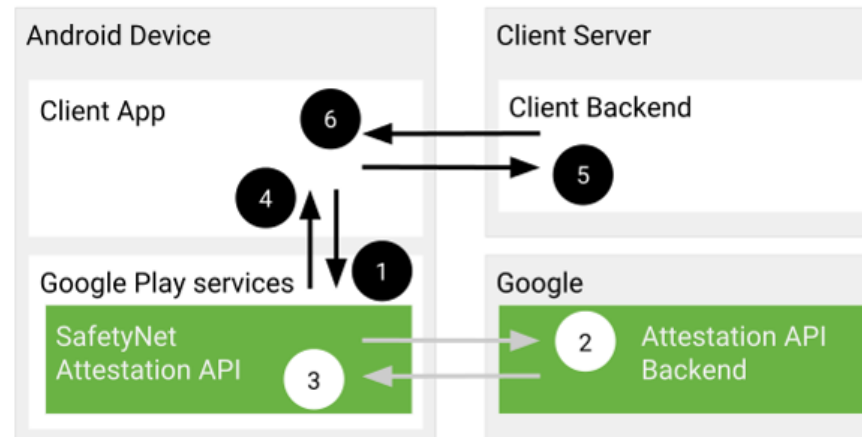 Android Device
Client Server
Client App
Client Backend
6
5
4
1
Google Play services
Google
SafetyNet
Attestation API
3
2
Attestation API
Backend